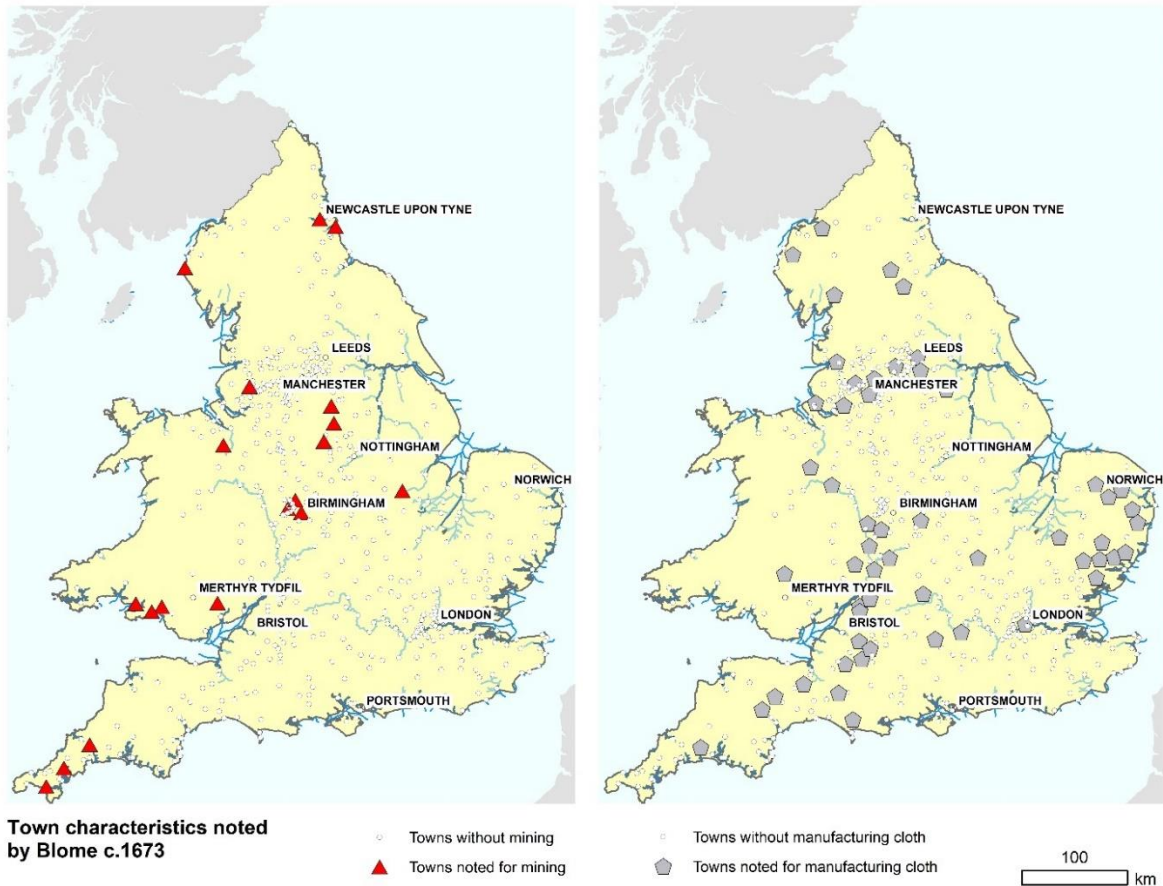 NEWCASTLE UPON TYNE
LEEDS
MANCHESTER
NOTTINGHAM
NORWICH
BIRMINGHAM
MERTHYR TYDFIL
LONDON
BRISTOL
PORTSMOUTH
NEWCASTLE UPON TYNE
LEEDS
MANCHESTER
NOTTINGHAM
NORWICH
BIRMINGHAM
MERTHYR TYDFIL
LONDON
BRISTOL
PORTSMOUTH
Town characteristics noted
by Blome c.1673
Towns without mining
Towns noted for mining
Towns without manufacturing cloth
Towns noted for manufacturing cloth
100
km